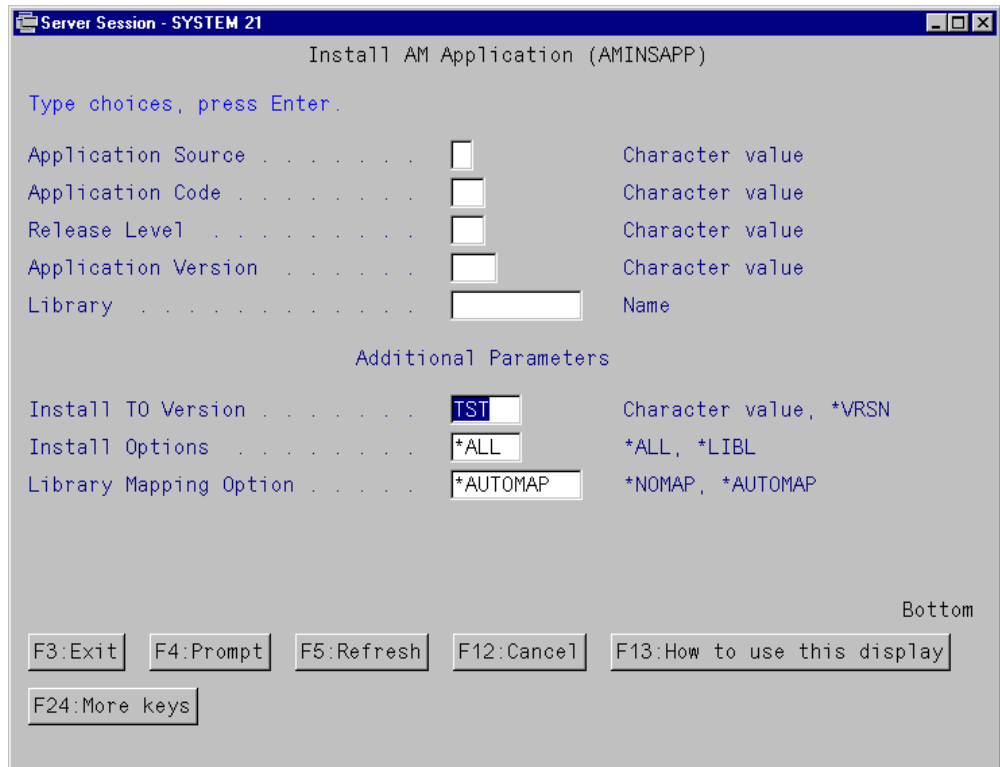 Server Session - SYSTEM 21
Install AM Application (AMINSAPP)
Type choices, press Enter.
Application Source . . . . . . . Character value
Application Code . . . . . . . . Character value
Release Level . . . . . . . . . Character value
Application Version . . . . . . Character value
Library . . . . . . . . . . . . Name
Additional Parameters
Install TO Version . . . . . . . TST Character value, *VRSN
Install Options . . . . . . . . *ALL *ALL, *LIBL
Library Mapping Option . . . . . *AUTOMAP *NOMAP, *AUTOMAP
Bottom
F3:Exit F4:Prompt F5:Refresh F12:Cancel F13:How to use this display
F24:More keys